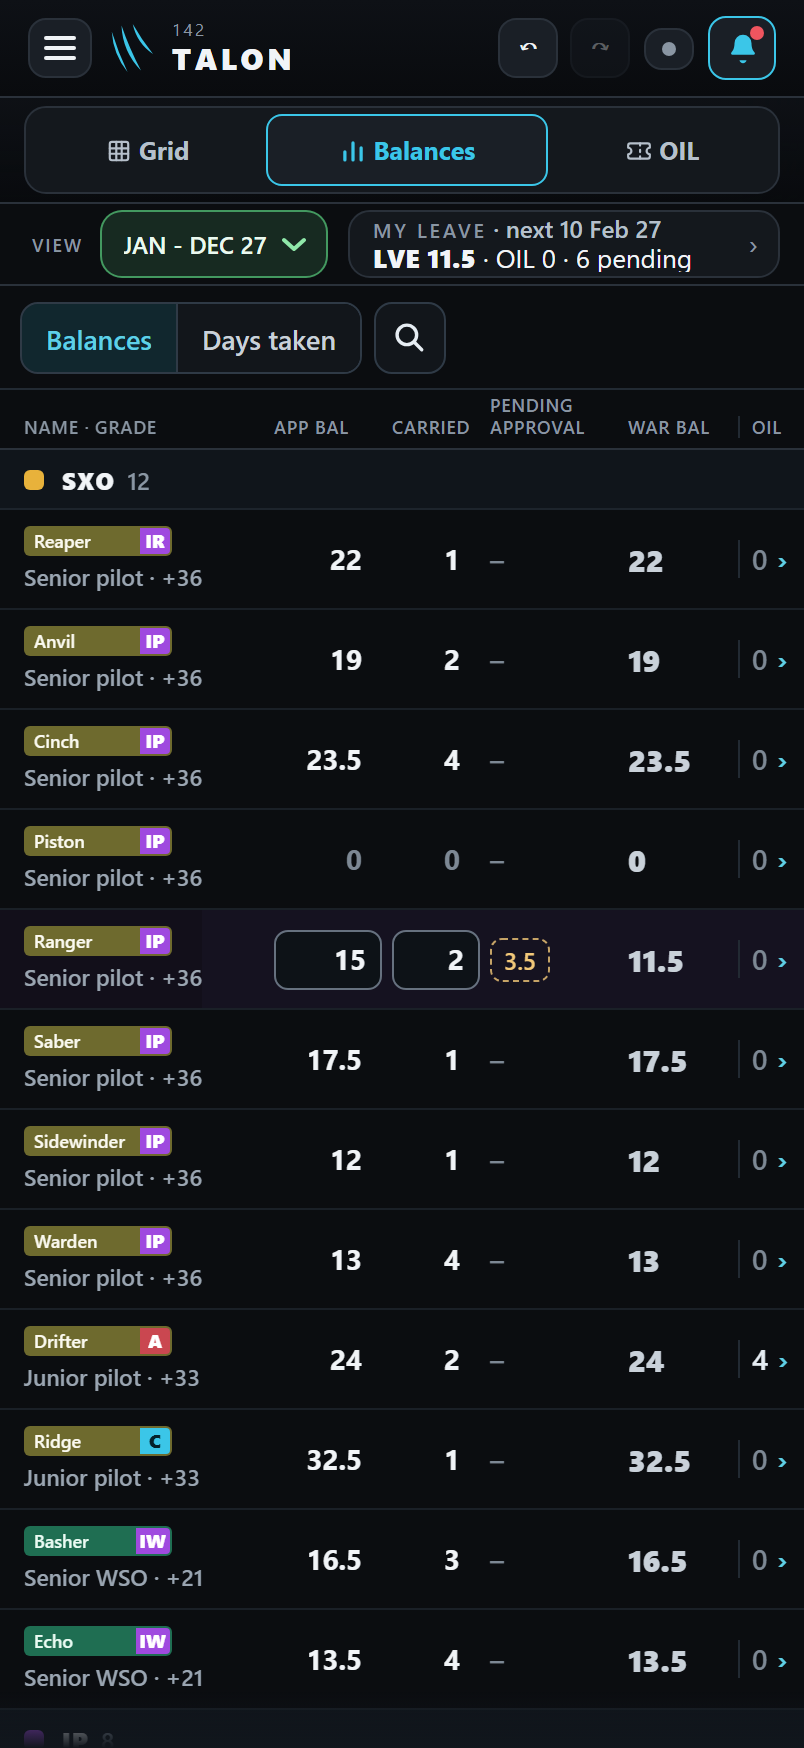 142
TALON
Grid
Balances
OIL
VIEW
JAN - DEC 27
MY LEAVE · next 10 Feb 27
LVE 11.5 · OIL 0 · 6 pending
Balances
Days taken
NAME · GRADE APP BAL CARRIED PENDING APPROVAL WAR BAL OIL
SXO 12
Reaper IR
Senior pilot · +36 22 1 – 22 0
Anvil IP
Senior pilot · +36 19 2 – 19 0
Cinch IP
Senior pilot · +36 23.5 4 – 23.5 0
Piston IP
Senior pilot · +36 0 0 – 0 0
Ranger IP
Senior pilot · +36 15 2 3.5 11.5 0
Saber IP
Senior pilot · +36 17.5 1 – 17.5 0
Sidewinder IP
Senior pilot · +36 12 1 – 12 0
Warden IP
Senior pilot · +36 13 4 – 13 0
Drifter A
Junior pilot · +33 24 2 – 24 4
Ridge C
Junior pilot · +33 32.5 1 – 32.5 0
Basher IW
Senior WSO · +21 16.5 3 – 16.5 0
Echo IW
Senior WSO · +21 13.5 4 – 13.5 0
IP 8